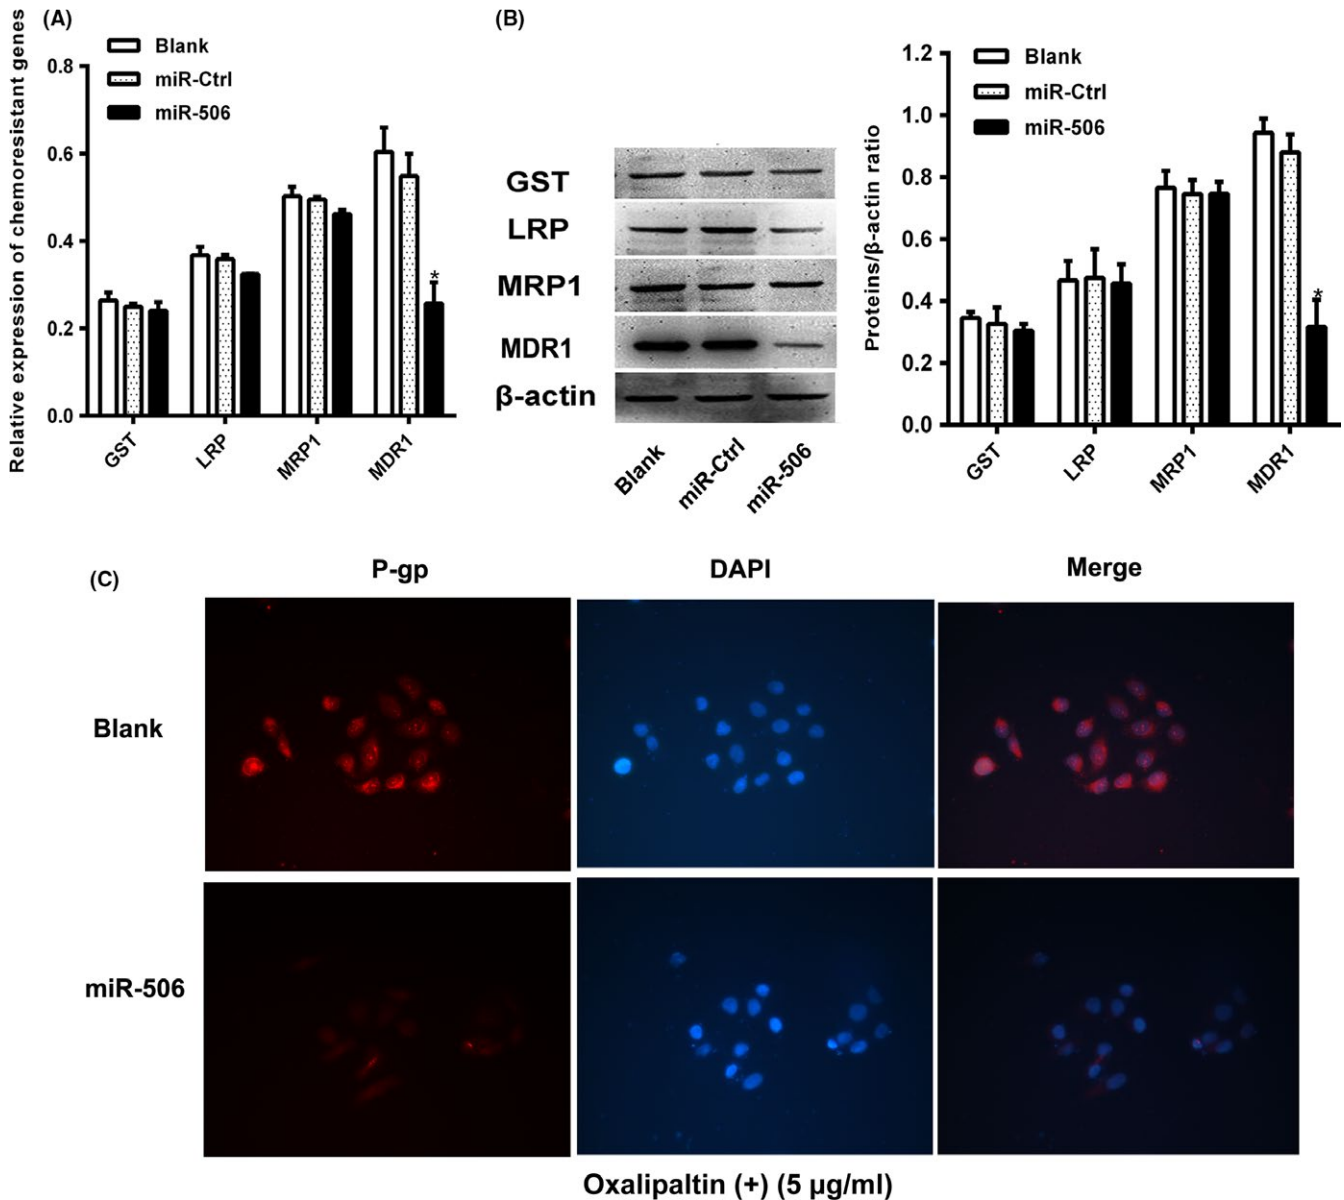 (A)
Relative expression of chemoresistant genes
Blank
miR-Ctrl
miR-506
0.8
0.6
0.4
0.2
0.0
GST
LRP
MRP1
MDR1
*
(B)
GST
LRP
MRP1
MDR1
β-actin
Blank
miR-Ctrl
miR-506
Proteins/β-actin ratio
Blank
miR-Ctrl
miR-506
1.2
1.0
0.8
0.6
0.4
0.2
0.0
GST
LRP
MRP1
MDR1
*
(C)
P-gp
DAPI
Merge
Blank
miR-506
Oxalipaltin (+) (5 μg/ml)